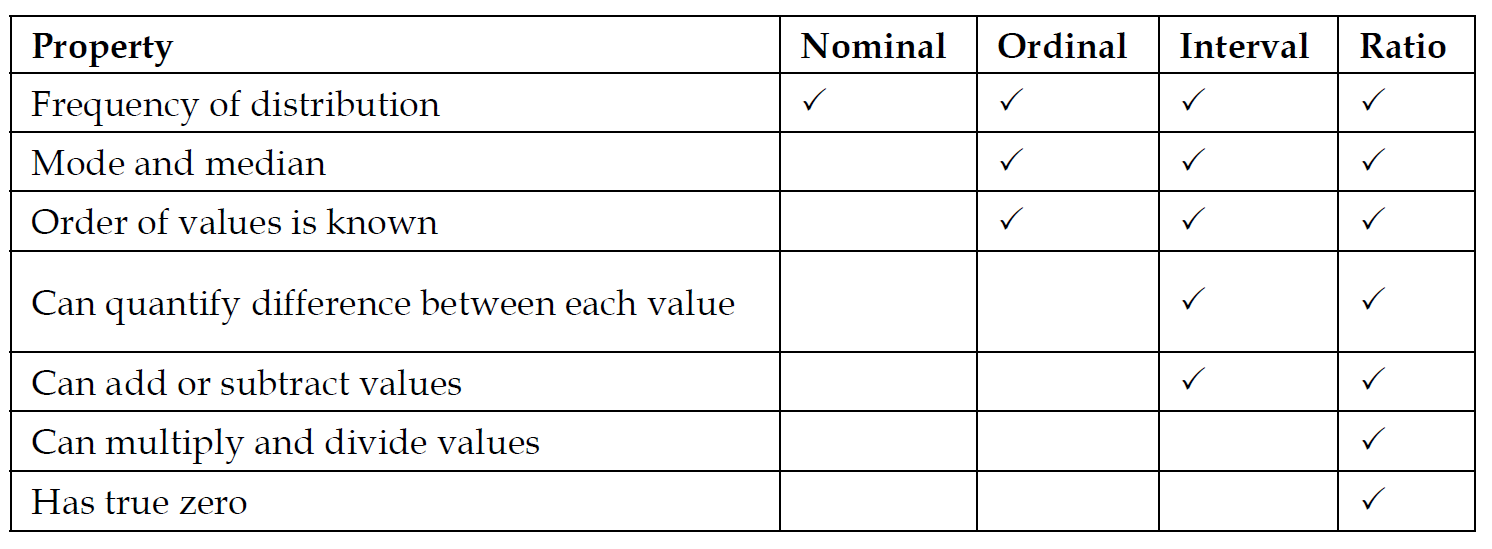 Property Nominal Ordinal Interval Ratio
Frequency of distribution ✓ ✓ ✓ ✓
Mode and median ✓ ✓ ✓
Order of values is known ✓ ✓ ✓
Can quantify difference between each value ✓ ✓
Can add or subtract values ✓ ✓
Can multiply and divide values ✓
Has true zero ✓